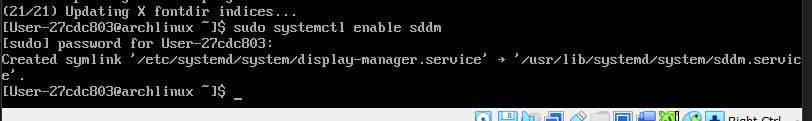 (21/21) Updating X fontdir indices...
[User-27cdc803@archlinux ~]$ sudo systemctl enable sddm
[sudo] password for User-27cdc803:
Created symlink '/etc/systemd/system/display-manager.service' → '/usr/lib/systemd/system/sddm.servic
e'.
[User-27cdc803@archlinux ~]$ _
Right Ctrl